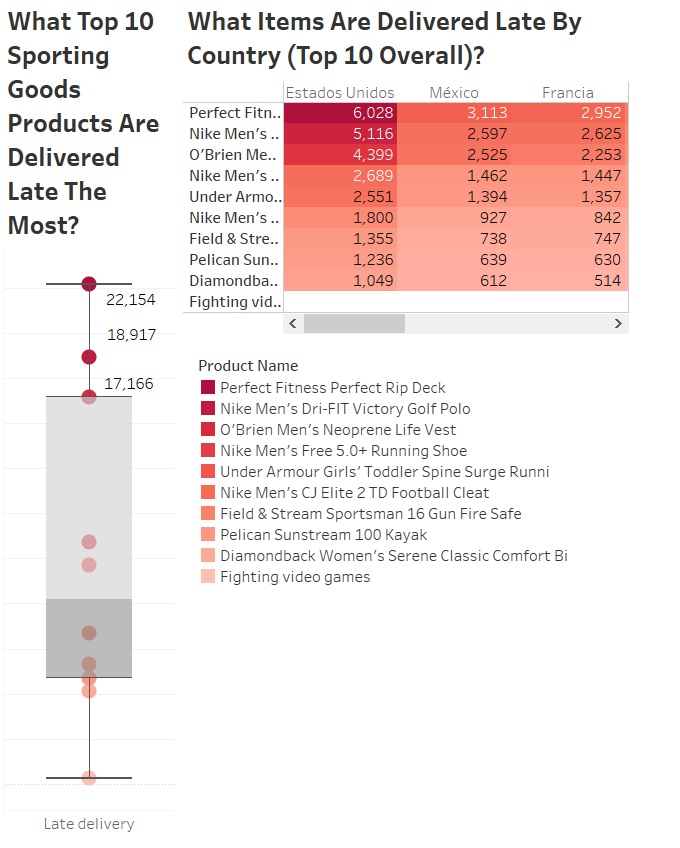 What Top 10
Sporting
Goods
Products Are
Delivered
Late The
Most?
22,154
18,917
17,166
Late delivery
What Items Are Delivered Late By
Country (Top 10 Overall)?
Estados Unidos México Francia
Perfect Fitn.. 6,028 3,113 2,952
Nike Men's .. 5,116 2,597 2,625
O'Brien Me.. 4,399 2,525 2,253
Nike Men's .. 2,689 1,462 1,447
Under Armo.. 2,551 1,394 1,357
Nike Men's .. 1,800 927 842
Field & Stre.. 1,355 738 747
Pelican Sun.. 1,236 639 630
Diamondba.. 1,049 612 514
Fighting vid..
Product Name
Perfect Fitness Perfect Rip Deck
Nike Men's Dri-FIT Victory Golf Polo
O'Brien Men's Neoprene Life Vest
Nike Men's Free 5.0+ Running Shoe
Under Armour Girls' Toddler Spine Surge Runni
Nike Men's CJ Elite 2 TD Football Cleat
Field & Stream Sportsman 16 Gun Fire Safe
Pelican Sunstream 100 Kayak
Diamondback Women's Serene Classic Comfort Bi
Fighting video games